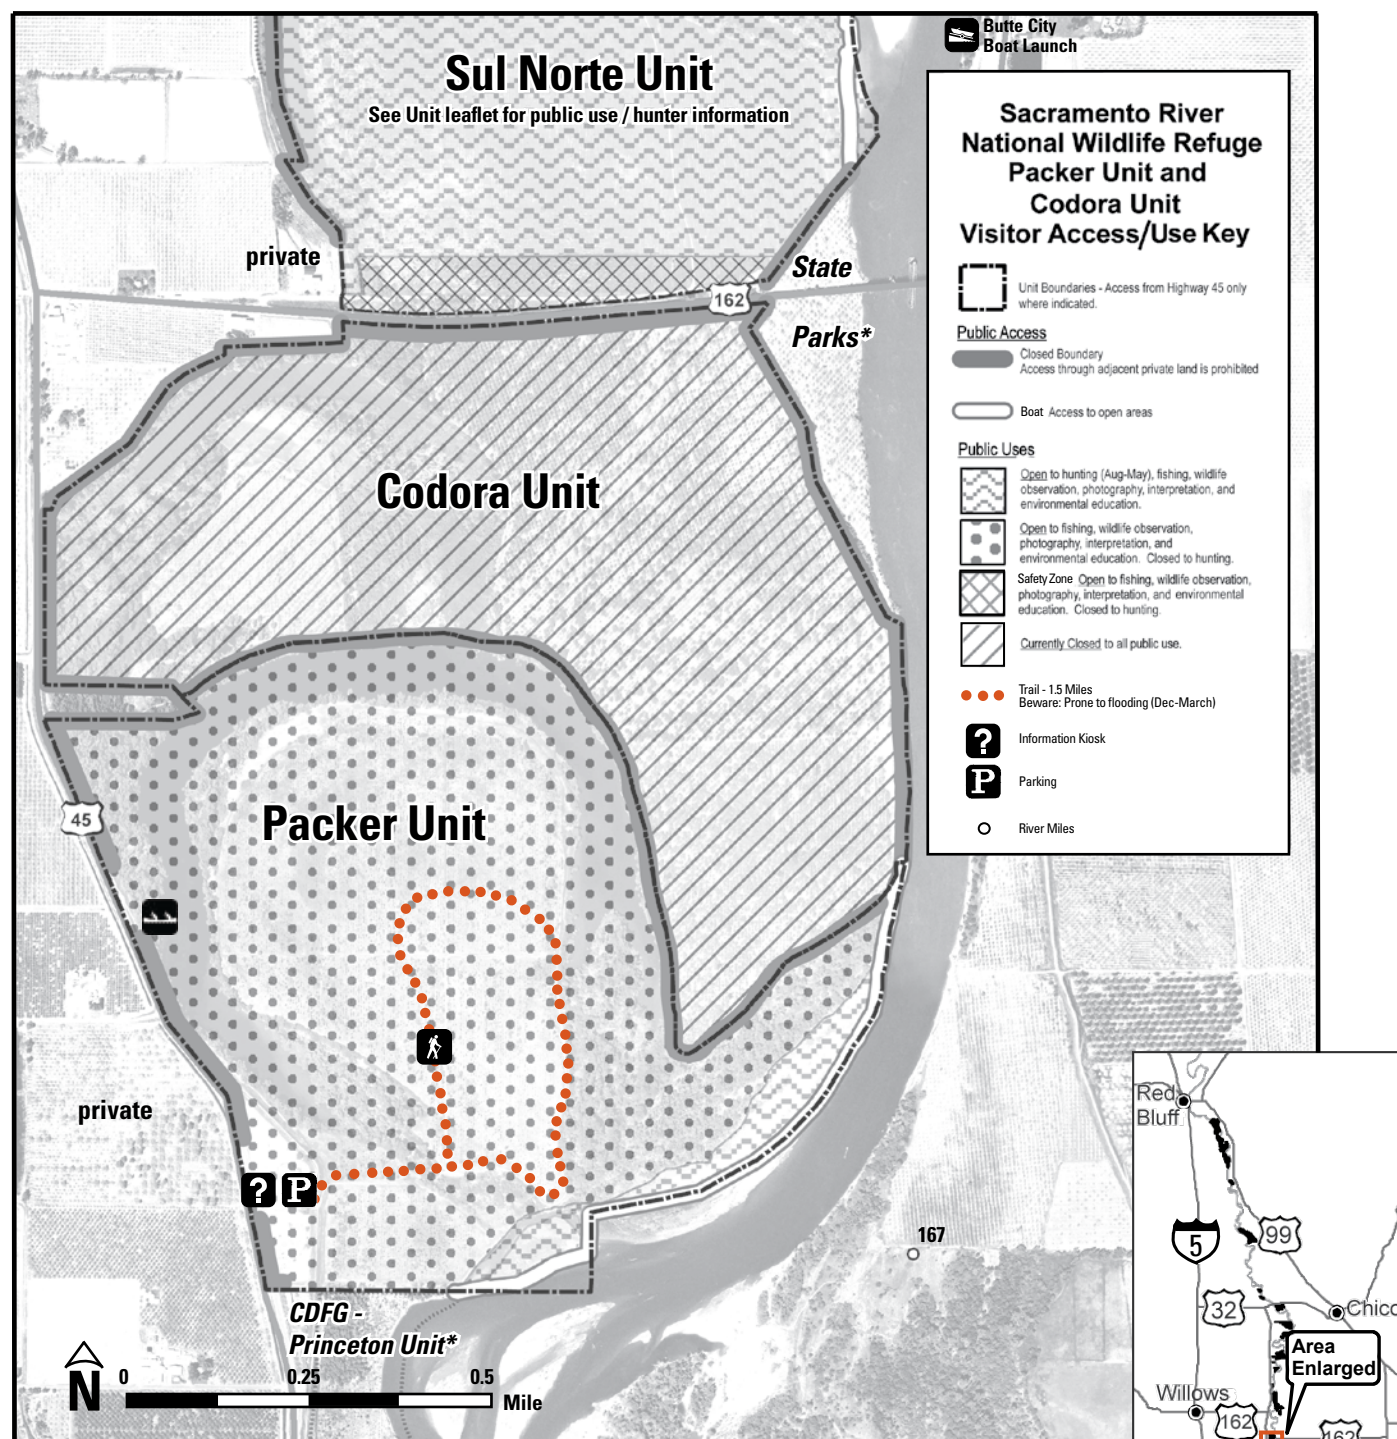 Butte City
Boat Launch
Sul Norte Unit
See Unit leaflet for public use / hunter information
Sacramento River
National Wildlife Refuge
Packer Unit and
Codora Unit
Visitor Access/Use Key
Unit Boundaries - Access from Highway 45 only
where indicated.
Public Access
Closed Boundary
Access through adjacent private land is prohibited
Boat Access to open areas
Public Uses
Open to hunting (Aug-May), fishing, wildlife
observation, photography, interpretation, and
environmental education.
Open to fishing, wildlife observation,
photography, interpretation, and
environmental education. Closed to hunting.
Safety Zone Open to fishing, wildlife observation,
photography, interpretation, and environmental
education. Closed to hunting.
Currently Closed to all public use.
Trail - 1.5 Miles
Beware: Prone to flooding (Dec-March)
?
Information Kiosk
P
Parking
River Miles
private
State
162
Parks*
Codora Unit
45
Packer Unit
private
? P
167
CDFG -
Princeton Unit*
N
0 0.25 0.5
Mile
Red
Bluff
5
99
32
Chico
Area
Enlarged
Willows
162
162